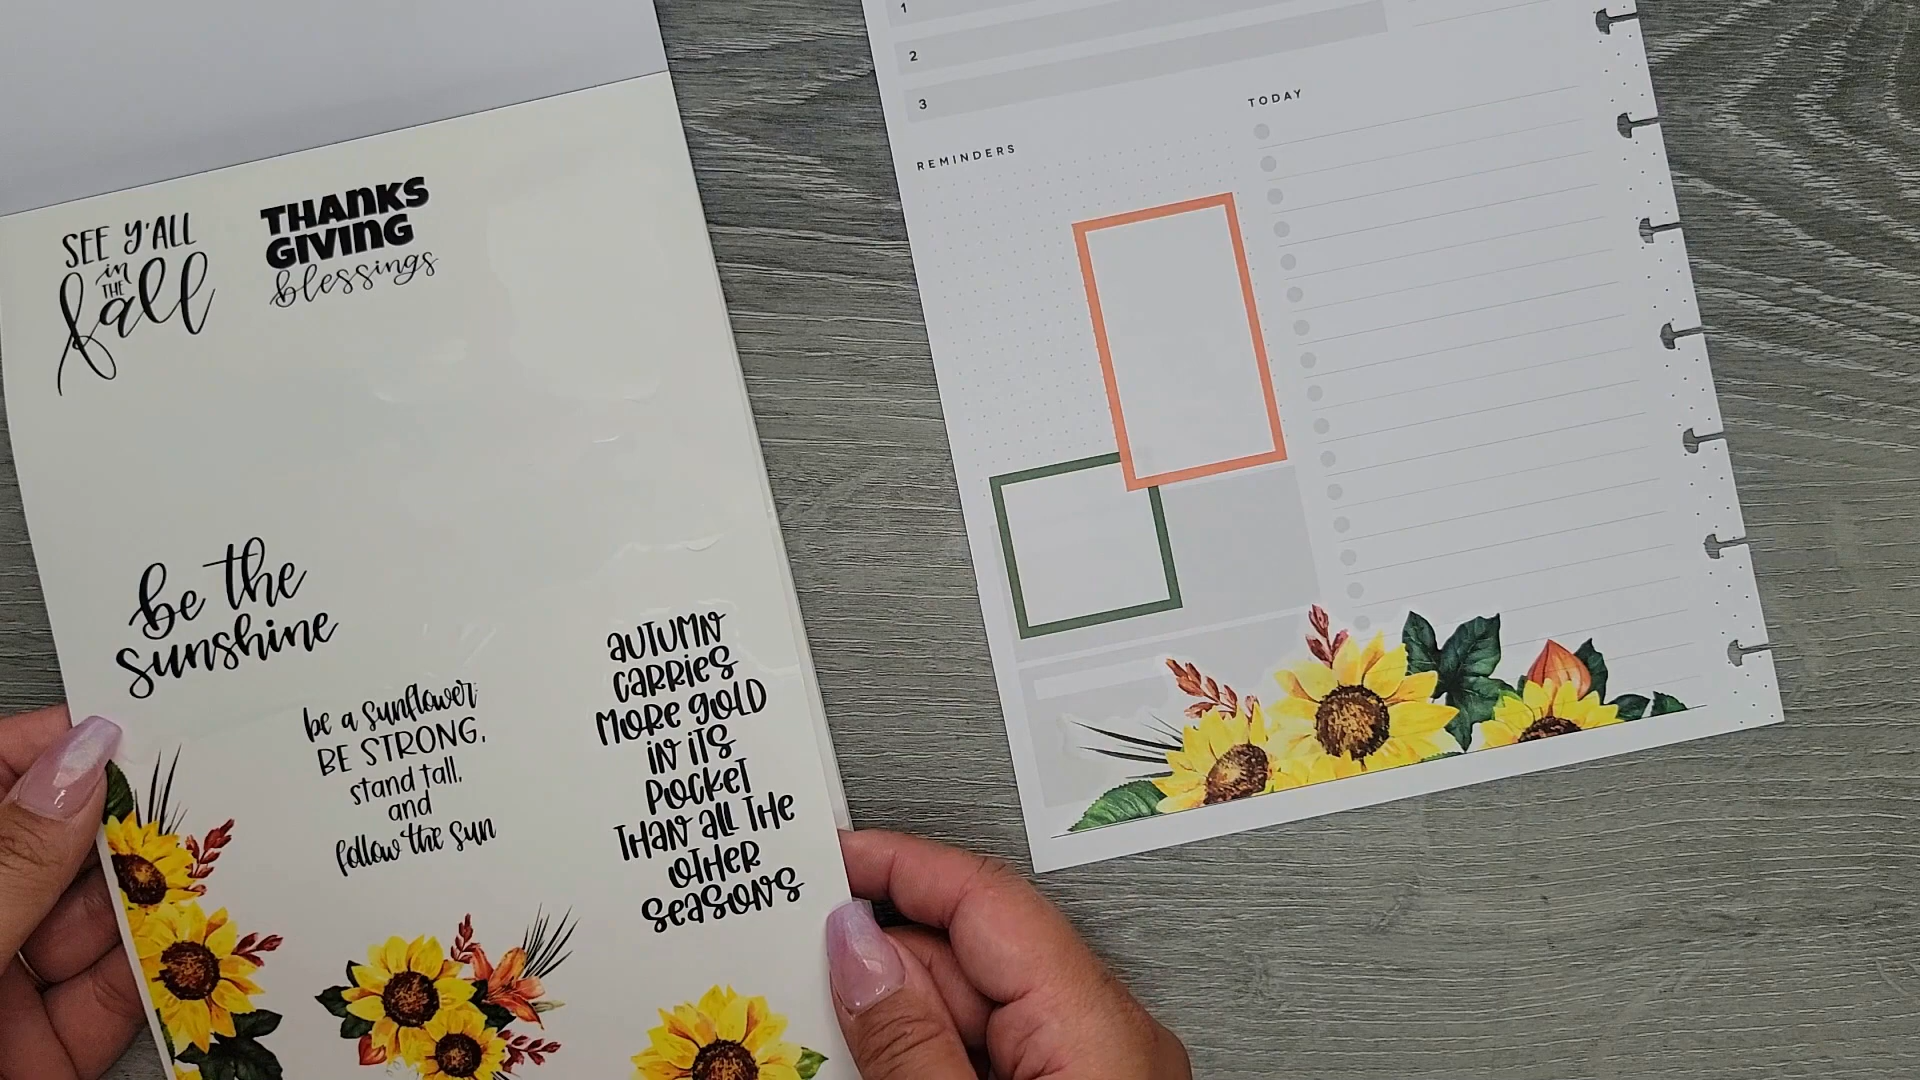 SEE Y'ALL
in
THE
fall
THANKS
GIVING
blessings
be the
sunshine
be a sunflower
BE STRONG,
stand tall,
and
follow the sun
AUTUMN
CARRIES
MORE GOLD
IN ITS
POCKET
THAN ALL THE
OTHER
SEASONS
1
2
3
REMINDERS
TODAY